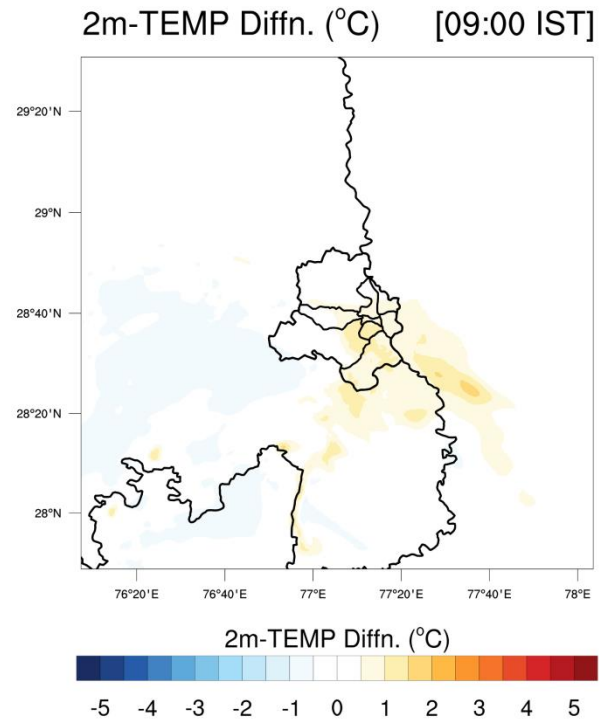 2m-TEMP Diffn. (°C) [09:00 IST]
29°20'N
29°N
28°40'N
28°20'N
28°N
76°20'E 76°40'E 77°E 77°20'E 77°40'E 78°E
2m-TEMP Diffn. (°C)
-5 -4 -3 -2 -1 0 1 2 3 4 5